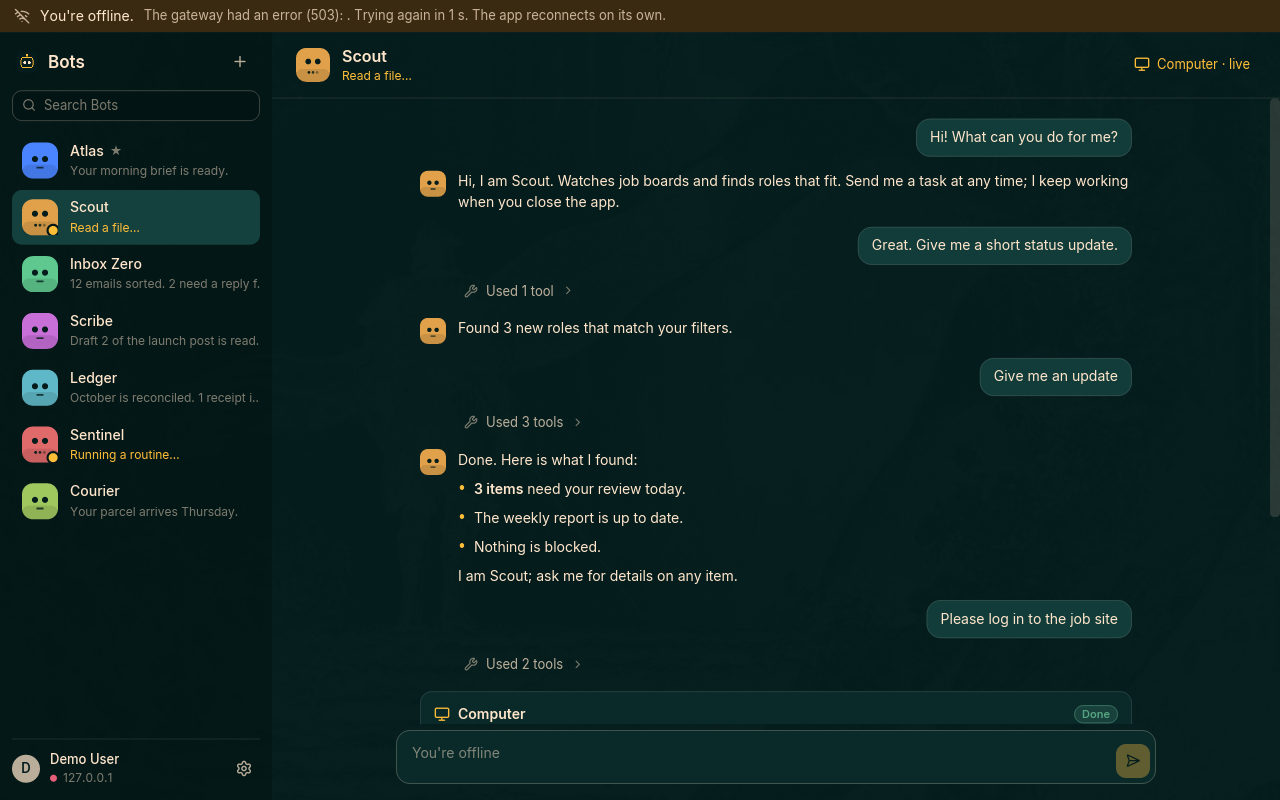 You're offline. The gateway had an error (503): . Trying again in 1 s. The app reconnects on its own.
Bots
Search Bots
Atlas
Your morning brief is ready.
Scout
Read a file...
Inbox Zero
12 emails sorted. 2 need a reply f.
Scribe
Draft 2 of the launch post is read.
Ledger
October is reconciled. 1 receipt i..
Sentinel
Running a routine...
Courier
Your parcel arrives Thursday.
D
Demo User
127.0.0.1
Scout
Read a file...
Computer · live
Hi! What can you do for me?
Hi, I am Scout. Watches job boards and finds roles that fit. Send me a task at any time; I keep working
when you close the app.
Great. Give me a short status update.
Used 1 tool
Found 3 new roles that match your filters.
Give me an update
Used 3 tools
Done. Here is what I found:
• 3 items need your review today.
• The weekly report is up to date.
• Nothing is blocked.
I am Scout; ask me for details on any item.
Please log in to the job site
Used 2 tools
Computer
Done
You're offline